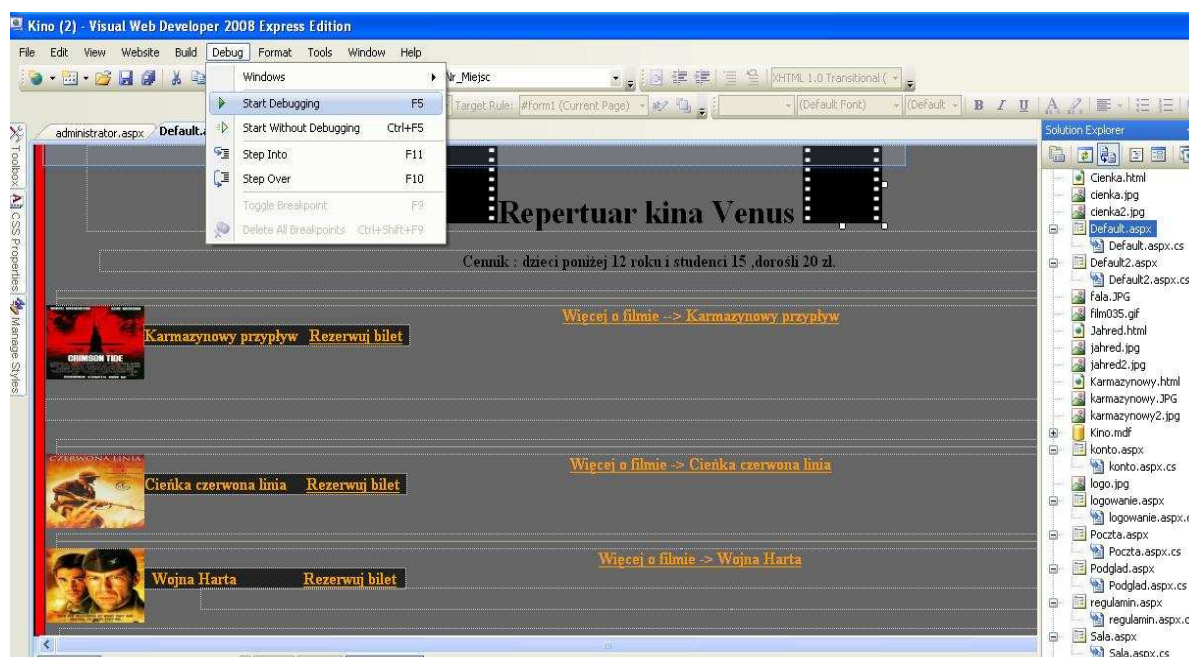 Kino (2) - Visual Web Developer 2008 Express Edition
File Edit View Website Build Debug Format Tools Window Help
Nr_Miejsc XHTML 1.0 Transitional (
Target Rule: #form1 (Current Page) (Default Font) (Default B I U A
Windows
Start Debugging F5
Start Without Debugging Ctrl+F5
Step Into F11
Step Over F10
Toggle Breakpoint F9
Delete All Breakpoints Ctrl+Shift+F9
Toolbox
CSS Properties
Manage Styles
administrator.aspx Default.a
Repertuar kina Venus
Cennik : dzieci poniżej 12 roku i studenci 15 ,dorośli 20 zł.
Więcej o filmie --> Karmazynowy przypływ
Karmazynowy przypływ Rezerwuj bilet
CRIMSON TIDE
Więcej o filmie -> Cieńka czerwona linia
CZERWONA LINIA
Cieńka czerwona linia Rezerwuj bilet
Więcej o filmie -> Wojna Harta
Wojna Harta Rezerwuj bilet
Solution Explorer
Cienka.html
cienka.jpg
cienka2.jpg
Default.aspx
Default.aspx.cs
Default2.aspx
Default2.aspx.cs
fala.JPG
film035.gif
Jahred.html
jahred.jpg
jahred2.jpg
Karmazynowy.html
karmazynowy.JPG
karmazynowy2.jpg
Kino.mdf
konto.aspx
konto.aspx.cs
logo.jpg
logowanie.aspx
logowanie.aspx.c
Poczta.aspx
Poczta.aspx.cs
Podglad.aspx
Podglad.aspx.cs
regulamin.aspx
regulamin.aspx.c
Sala.aspx
Sala.aspx.cs